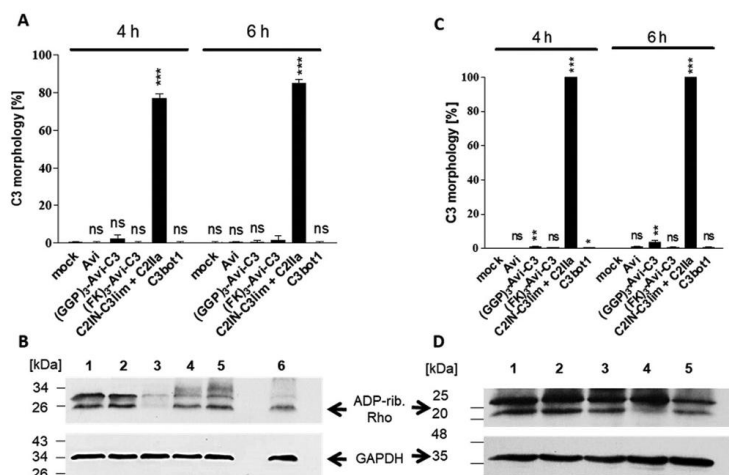 A
4 h
6 h
C3 morphology [%]
100
80
60
40
20
0
ns
ns
ns
***
ns
ns
ns
ns
***
ns
mock
Avi
(GGP)3-Avi-C3
(FK)3-Avi-C3
C2IN-C3lim + C2IIa
C3bot1
mock
Avi
(GGP)3-Avi-C3
(FK)3-Avi-C3
C2IN-C3lim + C2IIa
C3bot1
C
4 h
6 h
C3 morphology [%]
100
80
60
40
20
0
ns
**
ns
***
*
ns
**
ns
***
ns
mock
Avi
(GGP)3-Avi-C3
(FK)3-Avi-C3
C2IN-C3lim + C2IIa
C3bot1
mock
Avi
(GGP)3-Avi-C3
(FK)3-Avi-C3
C2IN-C3lim + C2IIa
C3bot1
B
[kDa] 1 2 3 4 5 6
34
26
43
34
26
ADP-rib.
Rho
GAPDH
D
[kDa] 1 2 3 4 5
25
20
48
35